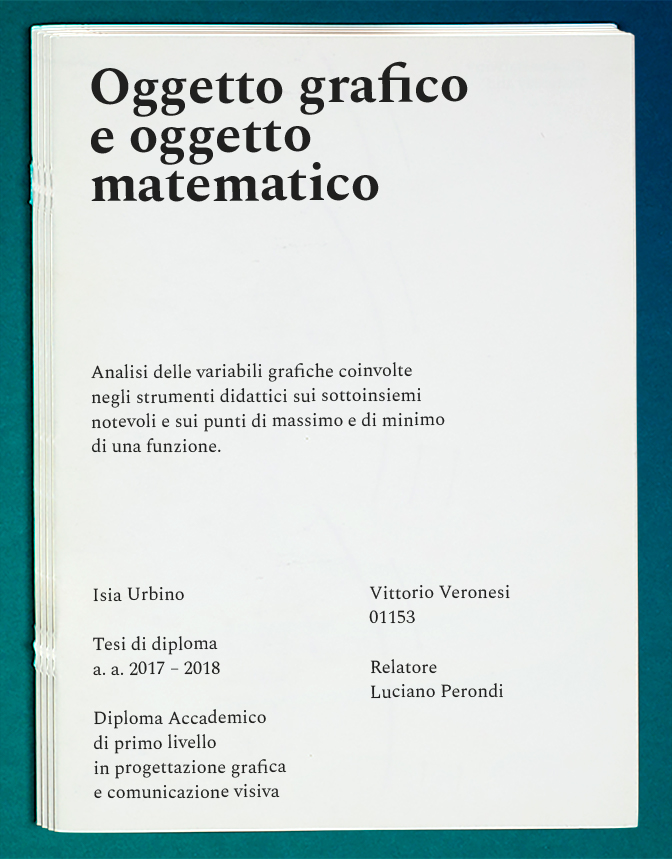 Oggetto grafico
e oggetto
matematico
Analisi delle variabili grafiche coinvolte
negli strumenti didattici sui sottoinsiemi
notevoli e sui punti di massimo e di minimo
di una funzione.
Isia Urbino
Tesi di diploma
a. a. 2017 – 2018
Diploma Accademico
di primo livello
in progettazione grafica
e comunicazione visiva
Vittorio Veronesi
01153
Relatore
Luciano Perondi